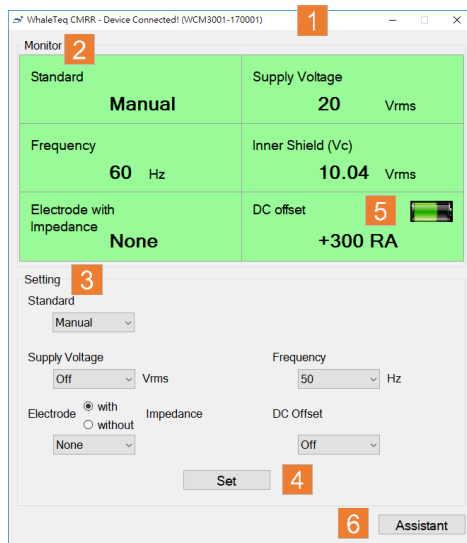 WhaleTeq CMRR - Device Connected! (WCM3001-170001) 1
Monitor 2
Standard
Manual
Supply Voltage
20 Vrms
Frequency
60 Hz
Inner Shield (Vc)
10.04 Vrms
Electrode with
Impedance
None
DC offset 5
+300 RA
Setting 3
Standard
Manual
Supply Voltage
Off Vrms
Frequency
50 Hz
Electrode with Impedance
without
None
DC Offset
Off
Set 4
6 Assistant